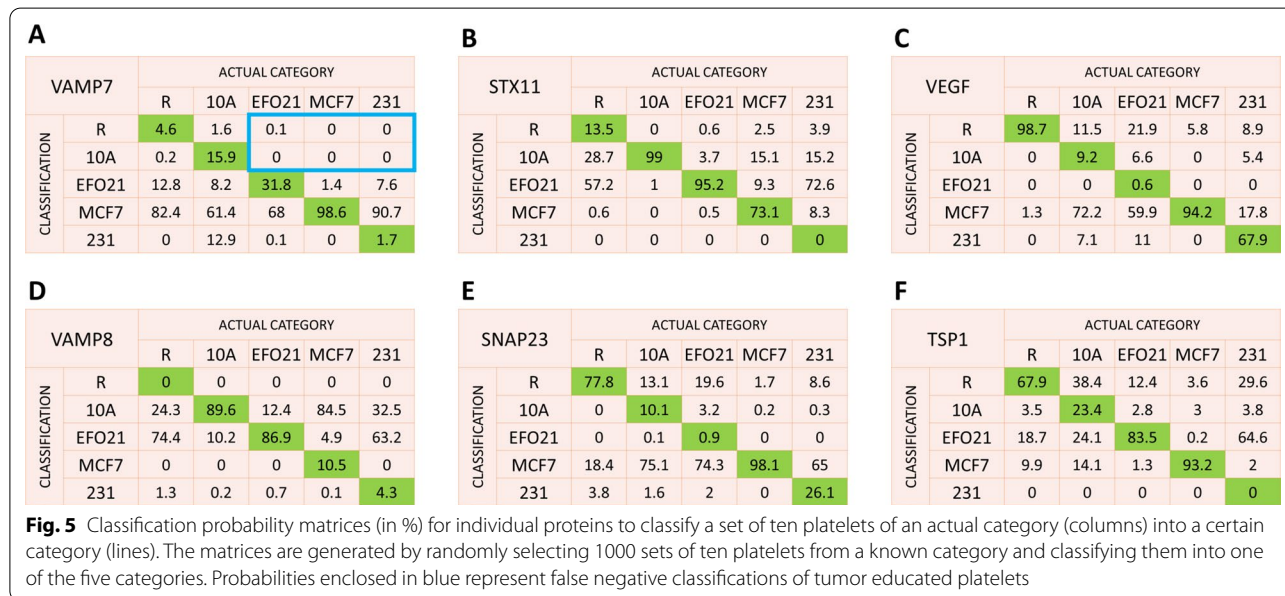 A
VAMP7
ACTUAL CATEGORY
R 10A EFO21 MCF7 231
CLASSIFICATION
R 4.6 1.6 0.1 0 0
10A 0.2 15.9 0 0 0
EFO21 12.8 8.2 31.8 1.4 7.6
MCF7 82.4 61.4 68 98.6 90.7
231 0 12.9 0.1 0 1.7
B
STX11
ACTUAL CATEGORY
R 10A EFO21 MCF7 231
CLASSIFICATION
R 13.5 0 0.6 2.5 3.9
10A 28.7 99 3.7 15.1 15.2
EFO21 57.2 1 95.2 9.3 72.6
MCF7 0.6 0 0.5 73.1 8.3
231 0 0 0 0 0
C
VEGF
ACTUAL CATEGORY
R 10A EFO21 MCF7 231
CLASSIFICATION
R 98.7 11.5 21.9 5.8 8.9
10A 0 9.2 6.6 0 5.4
EFO21 0 0 0.6 0 0
MCF7 1.3 72.2 59.9 94.2 17.8
231 0 7.1 11 0 67.9
D
VAMP8
ACTUAL CATEGORY
R 10A EFO21 MCF7 231
CLASSIFICATION
R 0 0 0 0 0
10A 24.3 89.6 12.4 84.5 32.5
EFO21 74.4 10.2 86.9 4.9 63.2
MCF7 0 0 0 10.5 0
231 1.3 0.2 0.7 0.1 4.3
E
SNAP23
ACTUAL CATEGORY
R 10A EFO21 MCF7 231
CLASSIFICATION
R 77.8 13.1 19.6 1.7 8.6
10A 0 10.1 3.2 0.2 0.3
EFO21 0 0.1 0.9 0 0
MCF7 18.4 75.1 74.3 98.1 65
231 3.8 1.6 2 0 26.1
F
TSP1
ACTUAL CATEGORY
R 10A EFO21 MCF7 231
CLASSIFICATION
R 67.9 38.4 12.4 3.6 29.6
10A 3.5 23.4 2.8 3 3.8
EFO21 18.7 24.1 83.5 0.2 64.6
MCF7 9.9 14.1 1.3 93.2 2
231 0 0 0 0 0
Fig. 5 Classification probability matrices (in %) for individual proteins to classify a set of ten platelets of an actual category (columns) into a certain
category (lines). The matrices are generated by randomly selecting 1000 sets of ten platelets from a known category and classifying them into one
of the five categories. Probabilities enclosed in blue represent false negative classifications of tumor educated platelets